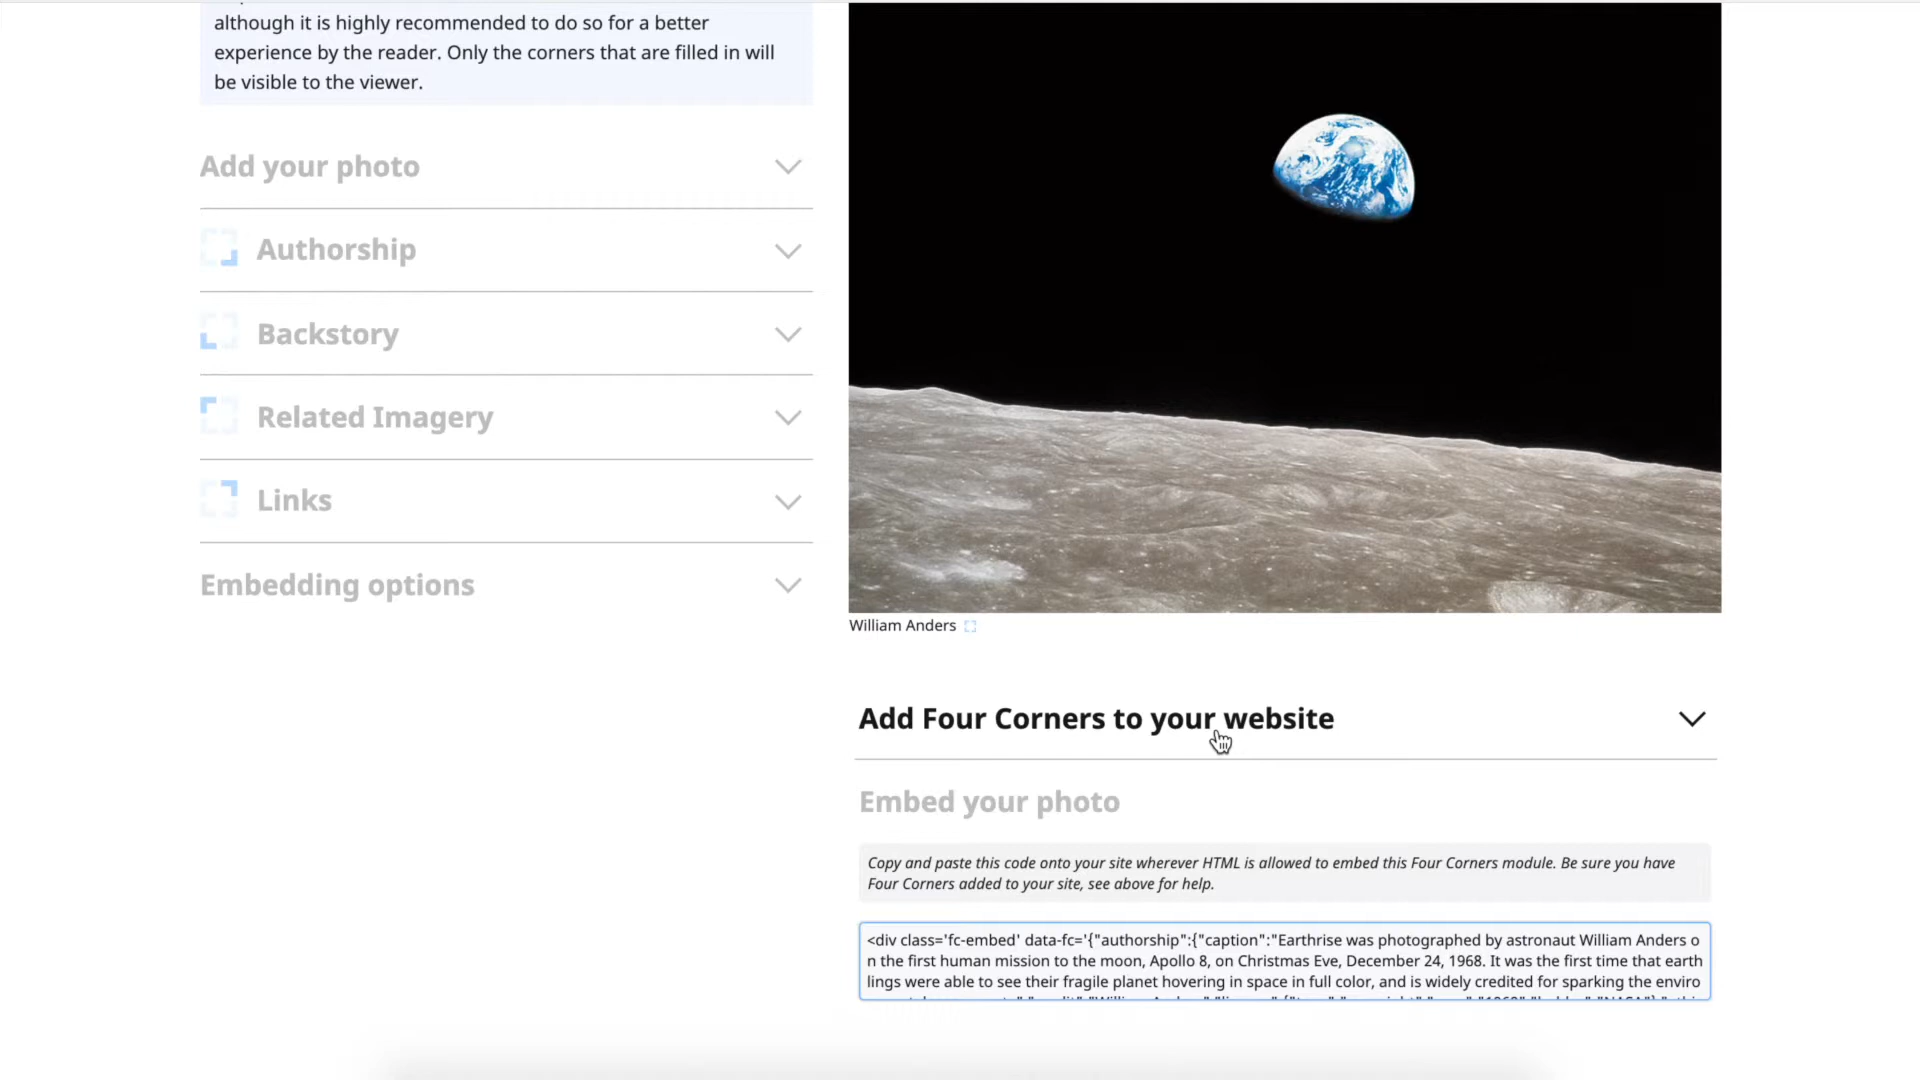 although it is highly recommended to do so for a better
experience by the reader. Only the corners that are filled in will
be visible to the viewer.
Add your photo
Authorship
Backstory
Related Imagery
Links
Embedding options
William Anders
Add Four Corners to your website
Embed your photo
Copy and paste this code onto your site wherever HTML is allowed to embed this Four Corners module. Be sure you have
Four Corners added to your site, see above for help.
<div class='fc-embed' data-fc='{"authorship":{"caption":"Earthrise was photographed by astronaut William Anders o
n the first human mission to the moon, Apollo 8, on Christmas Eve, December 24, 1968. It was the first time that earth
lings were able to see their fragile planet hovering in space in full color, and is widely credited for sparking the enviro